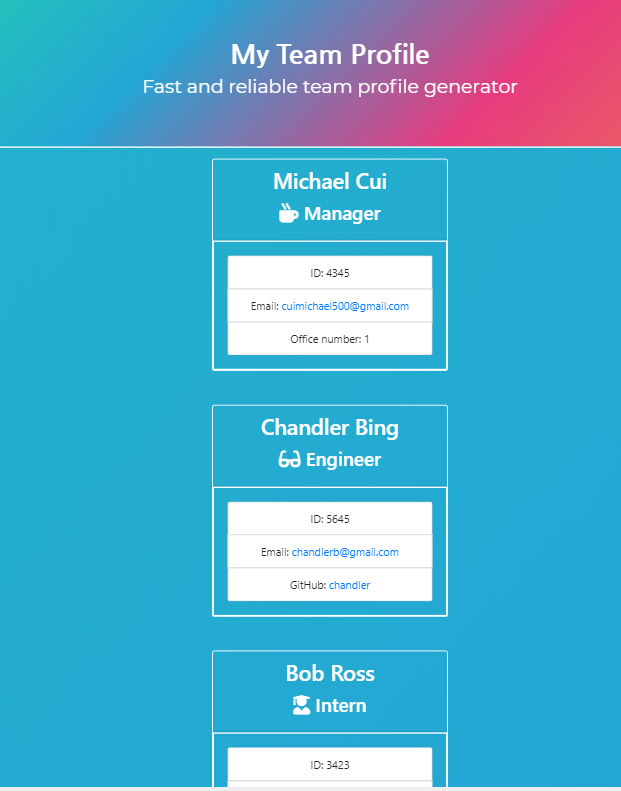 My Team Profile
Fast and reliable team profile generator
Michael Cui
Manager
ID: 4345
Email: cuimichael500@gmail.com
Office number: 1
Chandler Bing
Engineer
ID: 5645
Email: chandlerb@gmail.com
GitHub: chandler
Bob Ross
Intern
ID: 3423